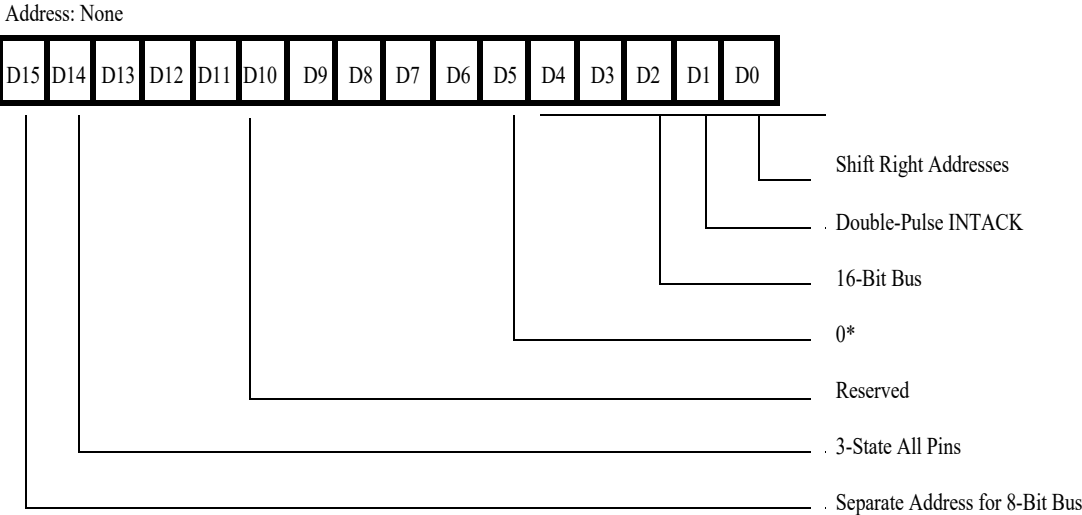 Address: None
D15 D14 D13 D12 D11 D10 D9 D8 D7 D6 D5 D4 D3 D2 D1 D0
Shift Right Addresses
Double-Pulse INTACK
16-Bit Bus
0*
Reserved
3-State All Pins
Separate Address for 8-Bit Bus